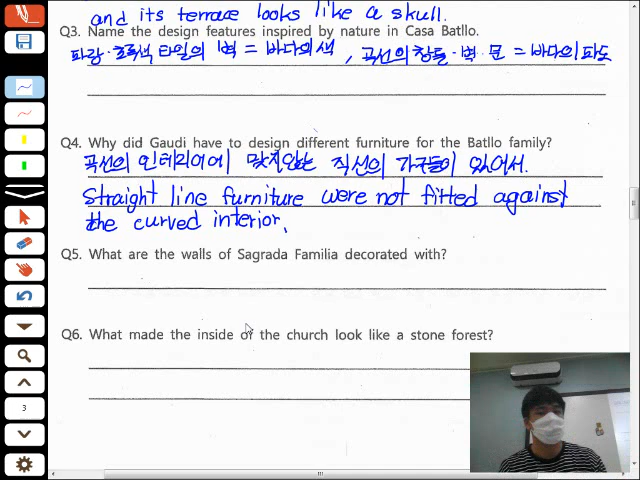 and its terrace looks like a skull.
Q3. Name the design features inspired by nature in Casa Batllo.
파랑·초록색 타일의 벽 = 바다의 색, 곡선의 창틀·벽·문 = 바다의 파도
Q4. Why did Gaudi have to design different furniture for the Batllo family?
곡선의 인테리어에 맞지않는 직선의 가구들이 있어서.
Straight line furniture were not fitted against
the curved interior.
Q5. What are the walls of Sagrada Familia decorated with?
Q6. What made the inside of the church look like a stone forest?
3